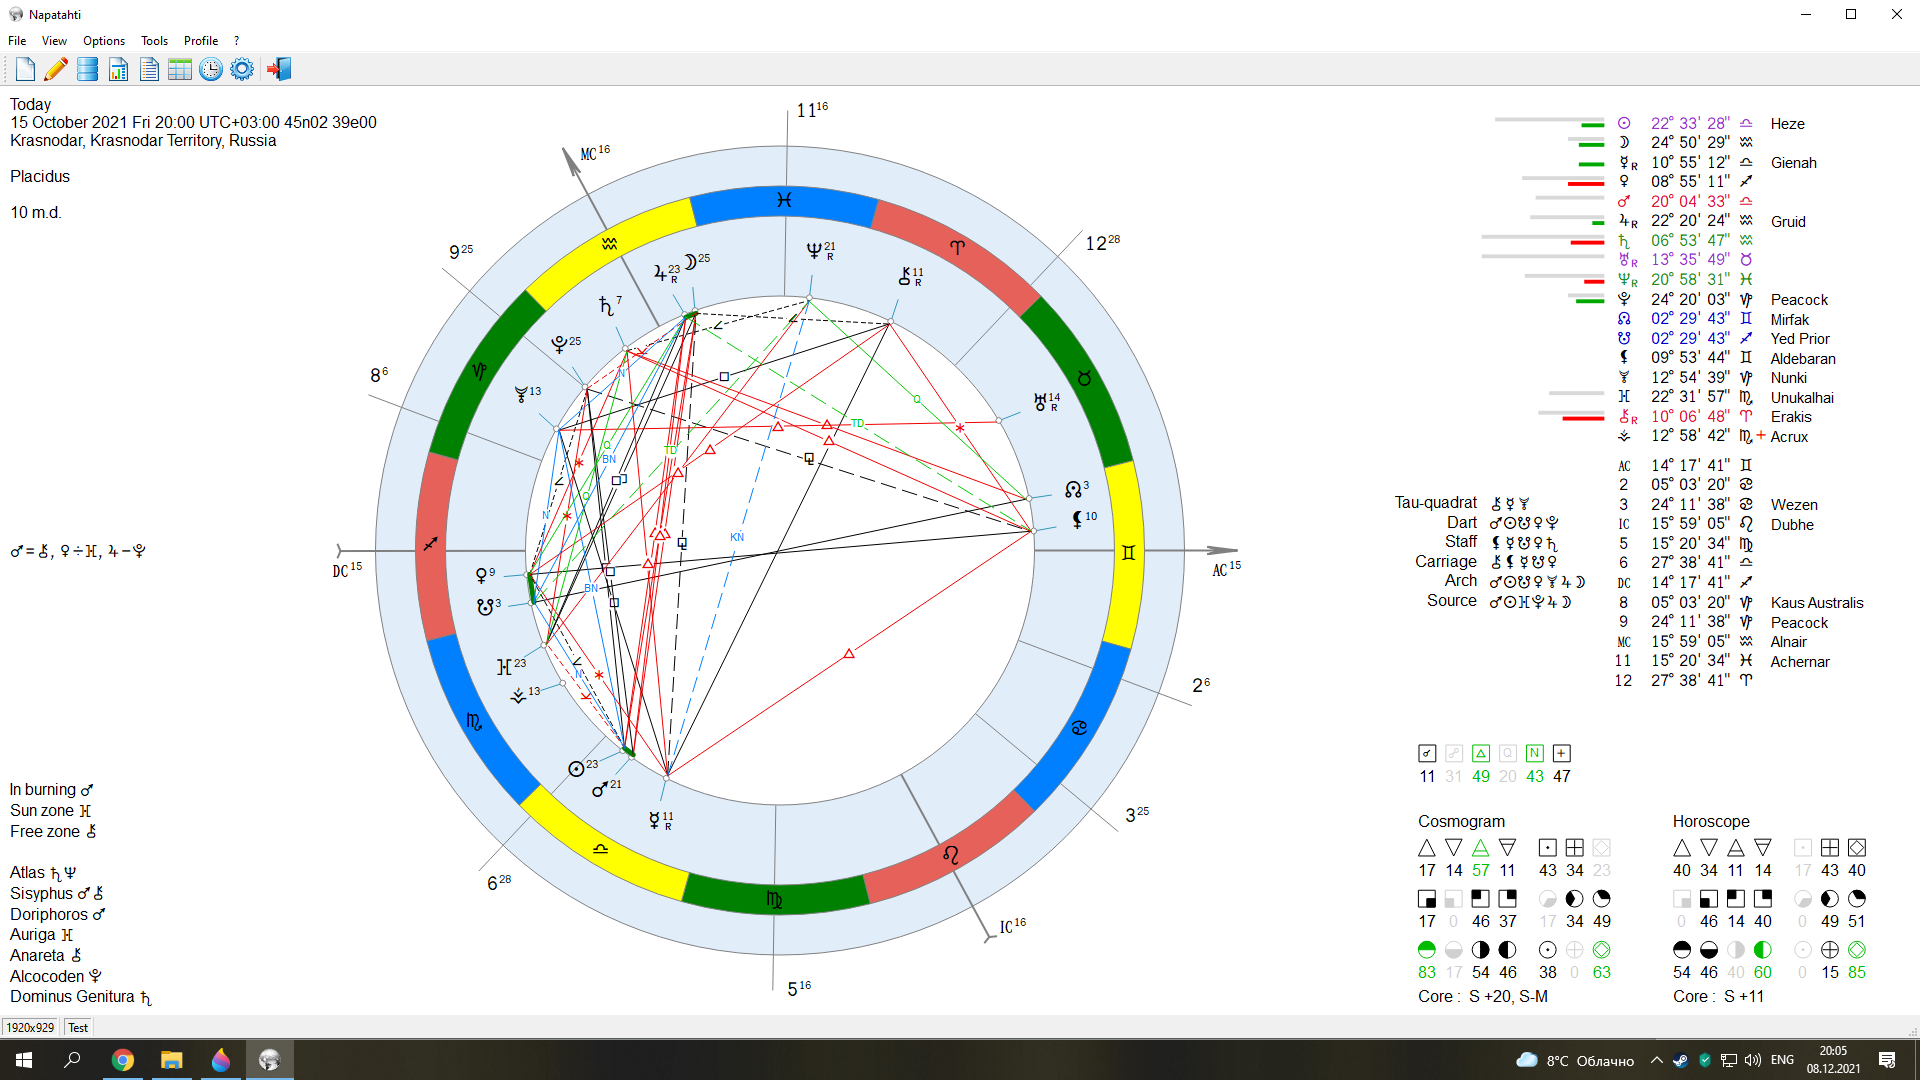 Napatahti
File View Options Tools Profile ?
Today
15 October 2021 Fri 20:00 UTC+03:00 45n02 39e00
Krasnodar, Krasnodar Territory, Russia
Placidus
10 m.d.
♂=⚷, ♀÷♓, ♃−♇
In burning ♂
Sun zone
Free zone ⚷
Atlas ♄♆
Sisyphus ♂⚷
Doriphoros ♂
Auriga
Anareta ⚷
Alcocoden ♇
Dominus Genitura ♄
11 16
MC 16
12 28
9 25
8 6
DC 15
AC 15
2 6
3 25
6 28
IC 16
5 16
♆ 21 R
⚷ 11 R
♃ 23 R
☽ 25
♄ 7
♇ 25
13
♅ 14 R
☊ 3
⚸ 10
♀ 9
☋ 3
23
13
☉ 23
♂ 21
☿ 11 R
N
Q
TD
BN
KN
☉ 22° 33' 28" ♎ Heze
☽ 24° 50' 29" ♒
☿R 10° 55' 12" ♎ Gienah
♀ 08° 55' 11" ♐
♂ 20° 04' 33" ♎
♃R 22° 20' 24" ♒ Gruid
♄ 06° 53' 47" ♒
♅R 13° 35' 49" ♉
♆R 20° 58' 31" ♓
♇ 24° 20' 03" ♑ Peacock
☊ 02° 29' 43" ♊ Mirfak
☋ 02° 29' 43" ♐ Yed Prior
⚸ 09° 53' 44" ♊ Aldebaran
12° 54' 39" ♑ Nunki
22° 31' 57" ♏ Unukalhai
⚷R 10° 06' 48" ♈ Erakis
12° 58' 42" ♏ + Acrux
AC 14° 17' 41" ♊
2 05° 03' 20" ♋
3 24° 11' 38" ♋ Wezen
IC 15° 59' 05" ♌ Dubhe
5 15° 20' 34" ♍
6 27° 38' 41" ♎
DC 14° 17' 41" ♐
8 05° 03' 20" ♑ Kaus Australis
9 24° 11' 38" ♑ Peacock
MC 15° 59' 05" ♒ Alnair
11 15° 20' 34" ♓ Achernar
12 27° 38' 41" ♈
Tau-quadrat
Dart
Staff
Carriage
Arch
Source
11 31 49 20 43 47
Cosmogram
17 14 57 11 43 34 23
17 0 46 37 17 34 49
83 17 54 46 38 0 63
Core : S +20, S-M
Horoscope
40 34 11 14 17 43 40
0 46 14 40 0 49 51
54 46 40 60 0 15 85
Core : S +11
1920x929 Test
8°C Облачно
ENG
20:05
08.12.2021